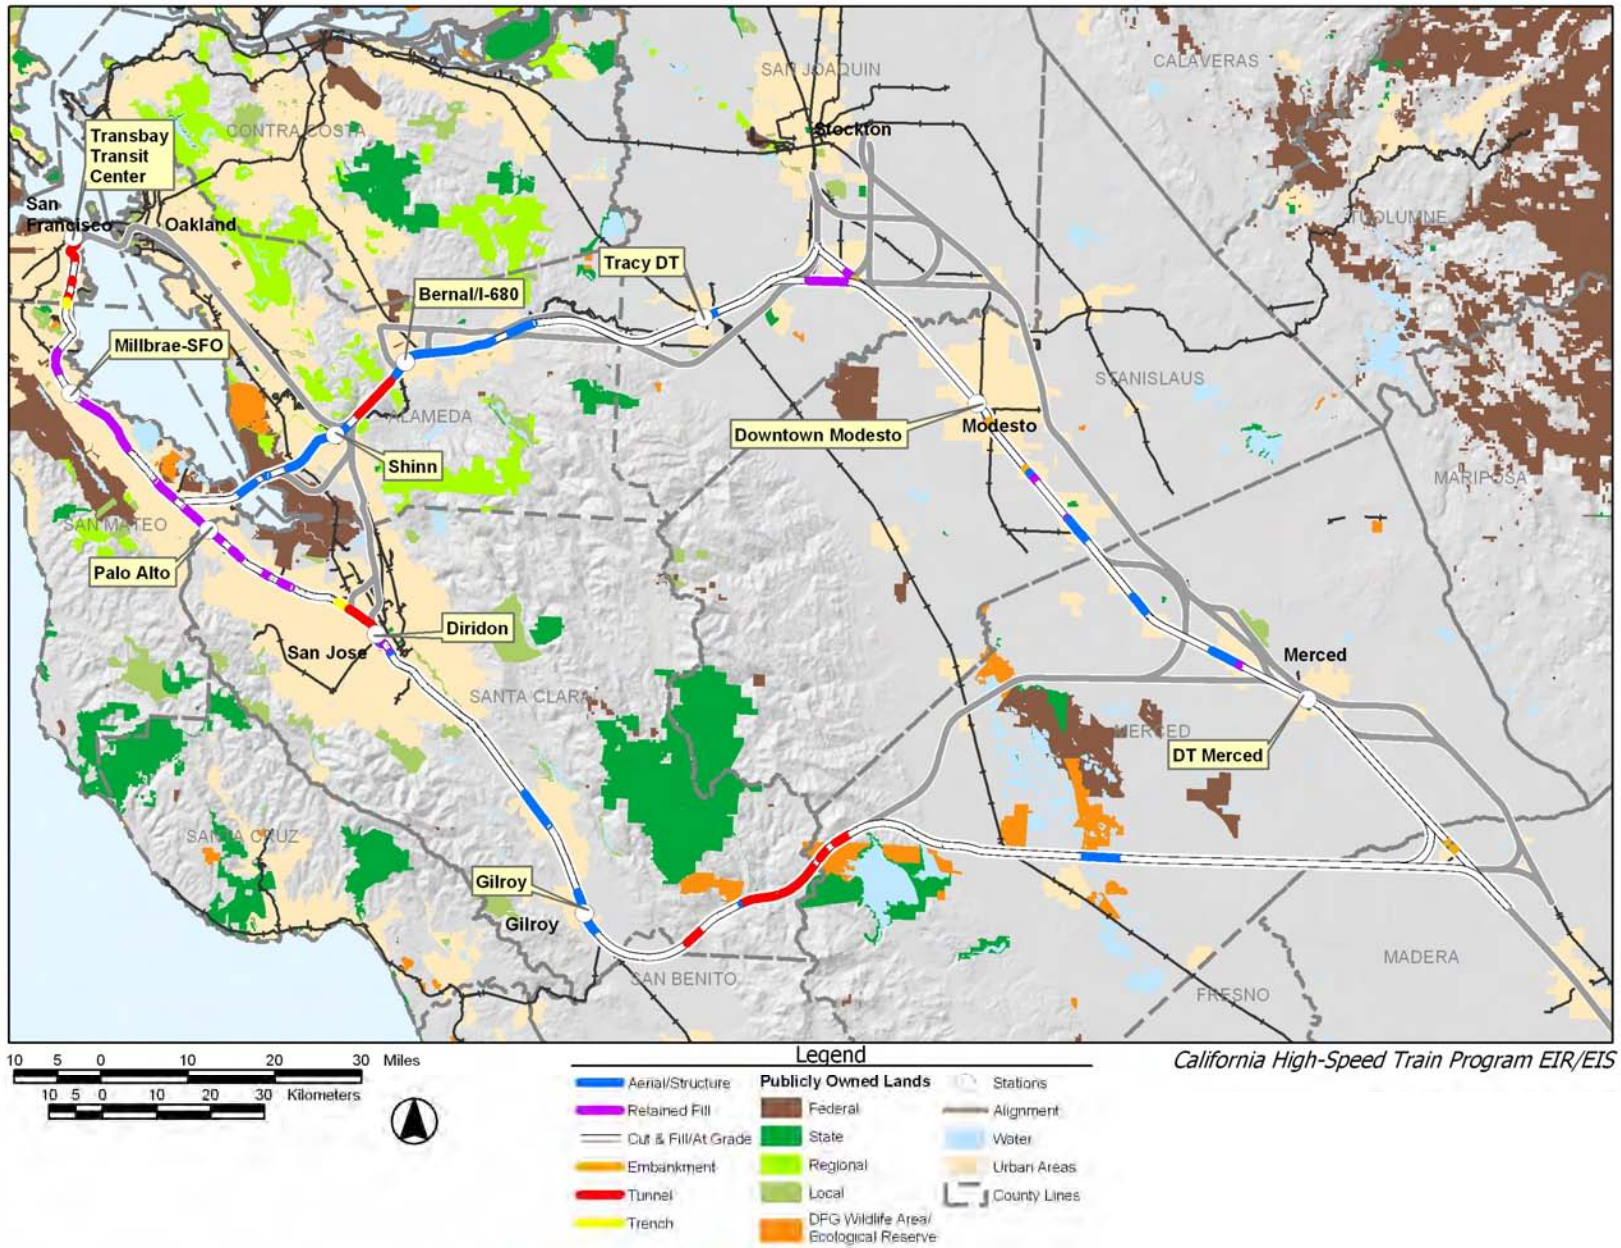 SAN JOAQUIN
CALAVERAS
CONTRA COSTA
Stockton
Transbay
Transit
Center
San
Francisco
Oakland
TUOLUMNE
Tracy DT
Bernal/I-680
Millbrae-SFO
STANISLAUS
ALAMEDA
Downtown Modesto
Modesto
Shinn
MARIPOSA
SAN MATEO
Palo Alto
Diridon
San Jose
Merced
SANTA CLARA
MERCED
DT Merced
SANTA CRUZ
Gilroy
Gilroy
SAN BENITO
MADERA
FRESNO
10 5 0 10 20 30 Miles
10 5 0 10 20 30 Kilometers
Legend
California High-Speed Train Program EIR/EIS
Aerial/Structure
Retained Fill
Cut & Fill/At Grade
Embankment
Tunnel
Trench
Publicly Owned Lands
Federal
State
Regional
Local
DFG Wildlife Area/
Ecological Reserve
Stations
Alignment
Water
Urban Areas
County Lines